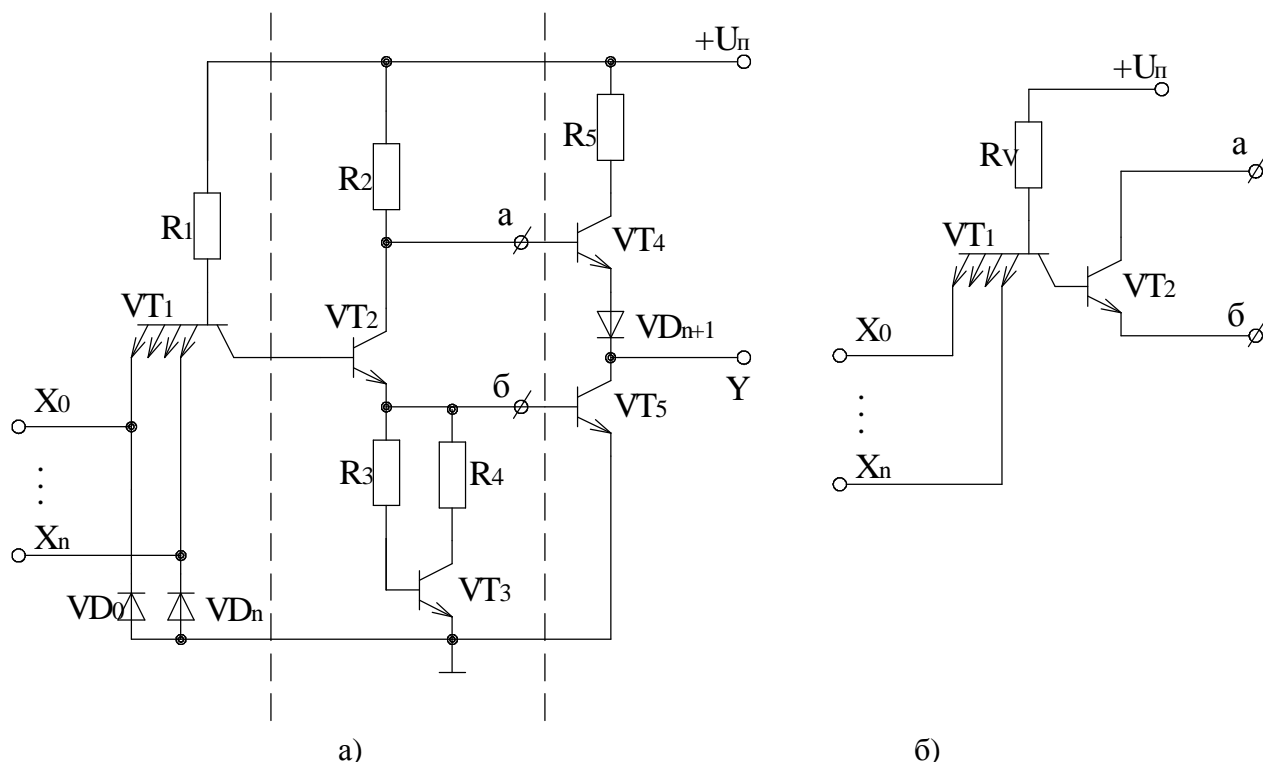 +Uп
R5
R2
R1
а
VT4
VT1
VT2
VDn+1
б
VT5
Y
X0
R3
R4
Xn
VT3
VD0
VDn
а)
+Uп
RV
а
VT1
VT2
б
X0
Xn
б)